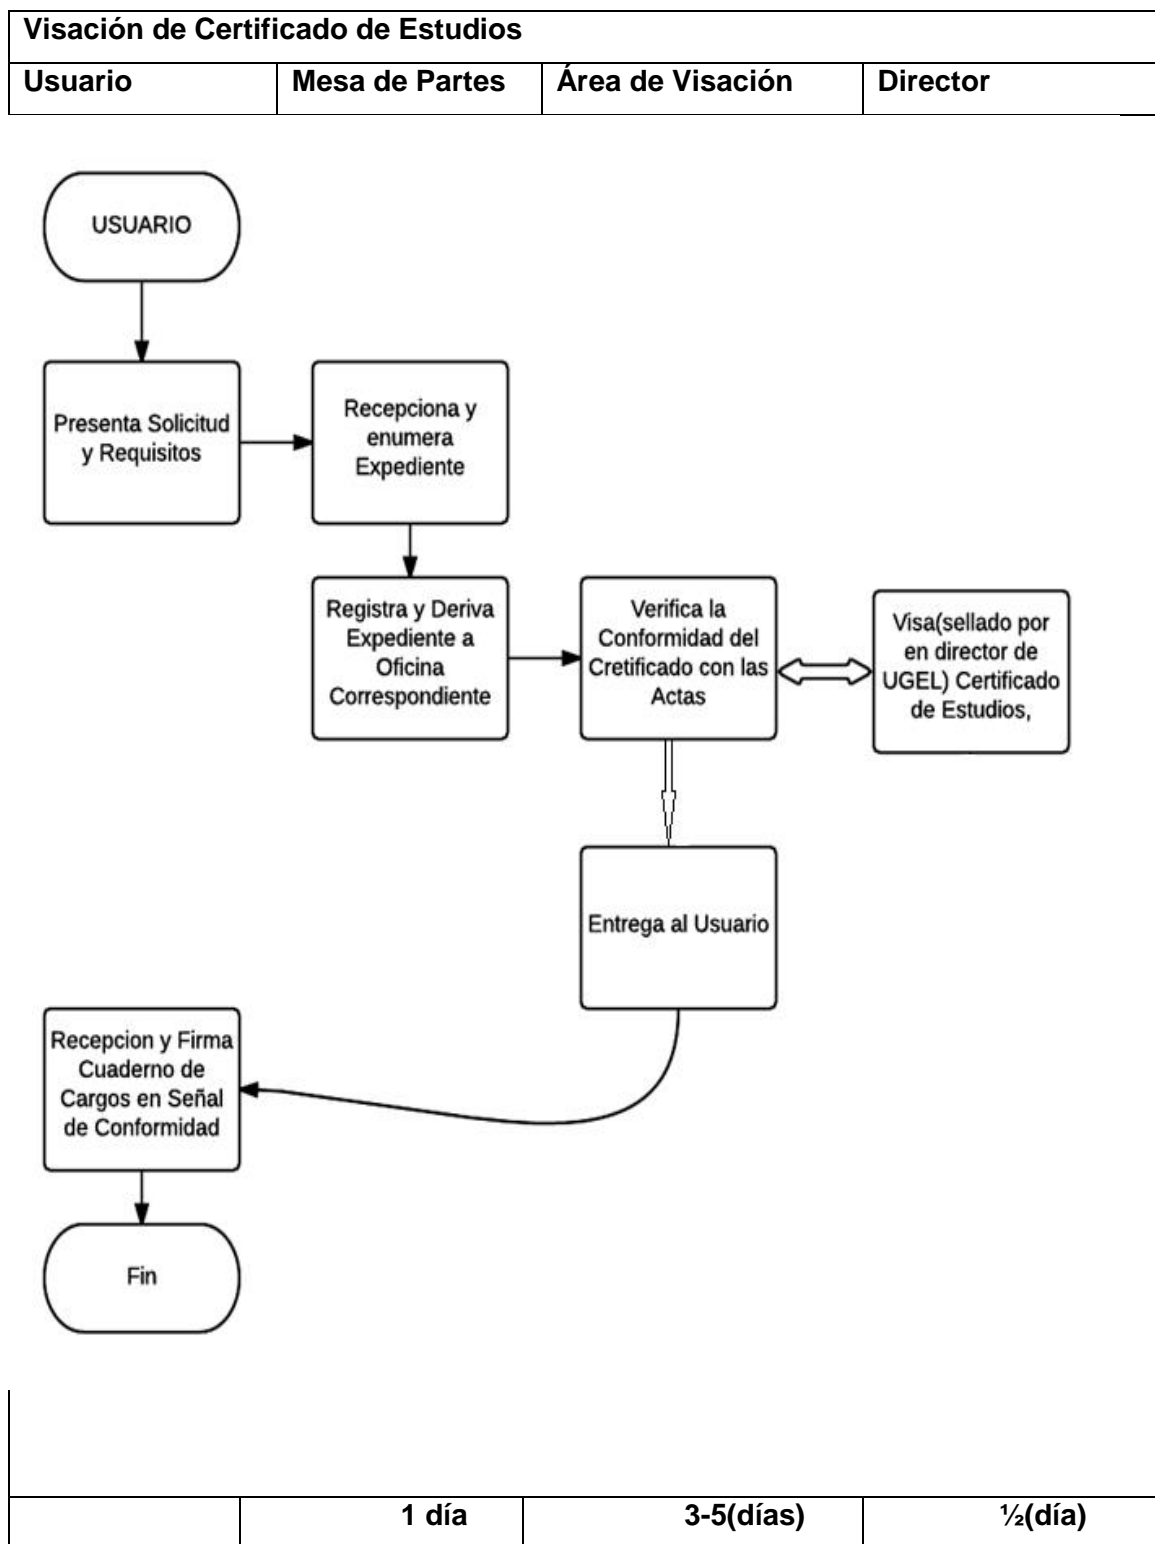 Visación de Certificado de Estudios
Usuario
Mesa de Partes
Área de Visación
Director
USUARIO
Presenta Solicitud
y Requisitos
Recepciona y
enumera
Expediente
Registra y Deriva
Expediente a
Oficina
Correspondiente
Verifica la
Conformidad del
Cretificado con las
Actas
Visa(sellado por
en director de
UGEL) Certificado
de Estudios,
Entrega al Usuario
Recepcion y Firma
Cuaderno de
Cargos en Señal
de Conformidad
Fin
1 día
3-5(días)
½(día)